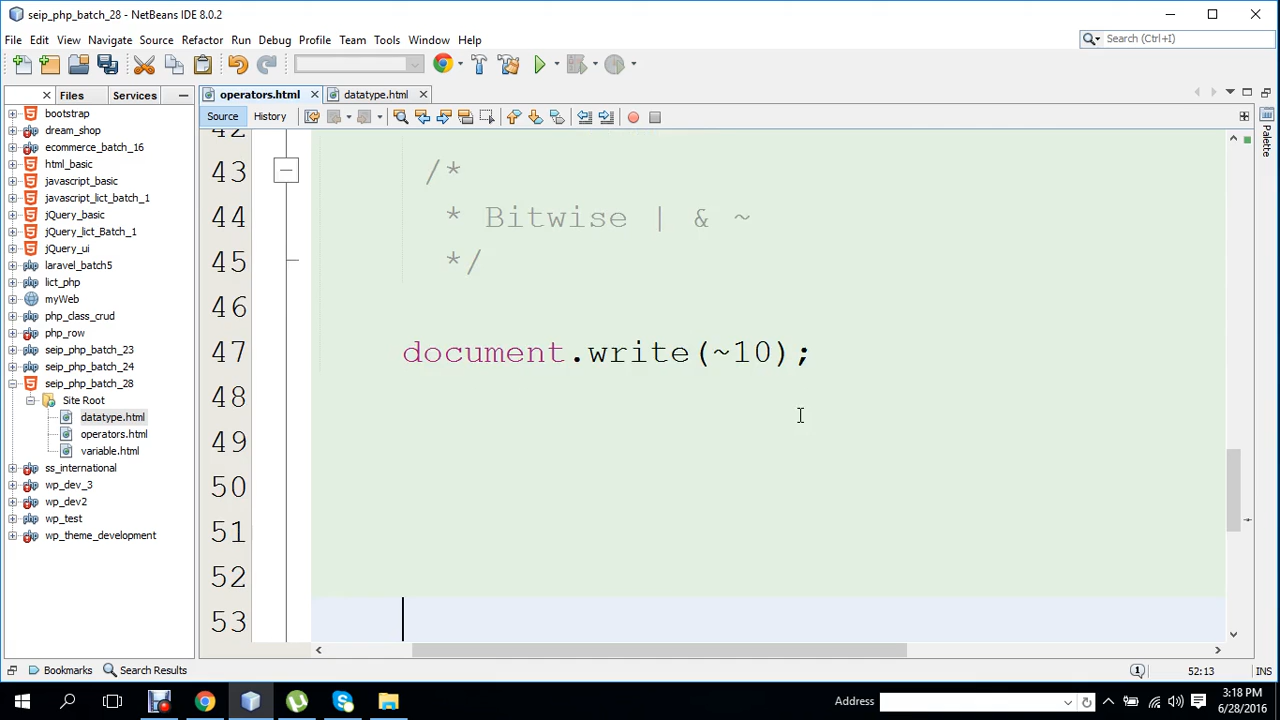 seip_php_batch_28 - NetBeans IDE 8.0.2
File Edit View Navigate Source Refactor Run Debug Profile Team Tools Window Help
Search (Ctrl+I)
Files Services
operators.html datatype.html
Source History
Palette
bootstrap
dream_shop
ecommerce_batch_16
html_basic
javascript_basic
javascript_lict_batch_1
jQuery_basic
jQuery_lict_Batch_1
jQuery_ui
laravel_batch5
lict_php
myWeb
php_class_crud
php_row
seip_php_batch_23
seip_php_batch_24
seip_php_batch_28
Site Root
datatype.html
operators.html
variable.html
ss_international
wp_dev_3
wp_dev2
wp_test
wp_theme_development
42
43 /*
44 * Bitwise | & ~
45 */
46
47 document.write(~10);
48
49
50
51
52
53
Bookmarks Search Results
1 52:13 INS
Address
3:18 PM
6/28/2016